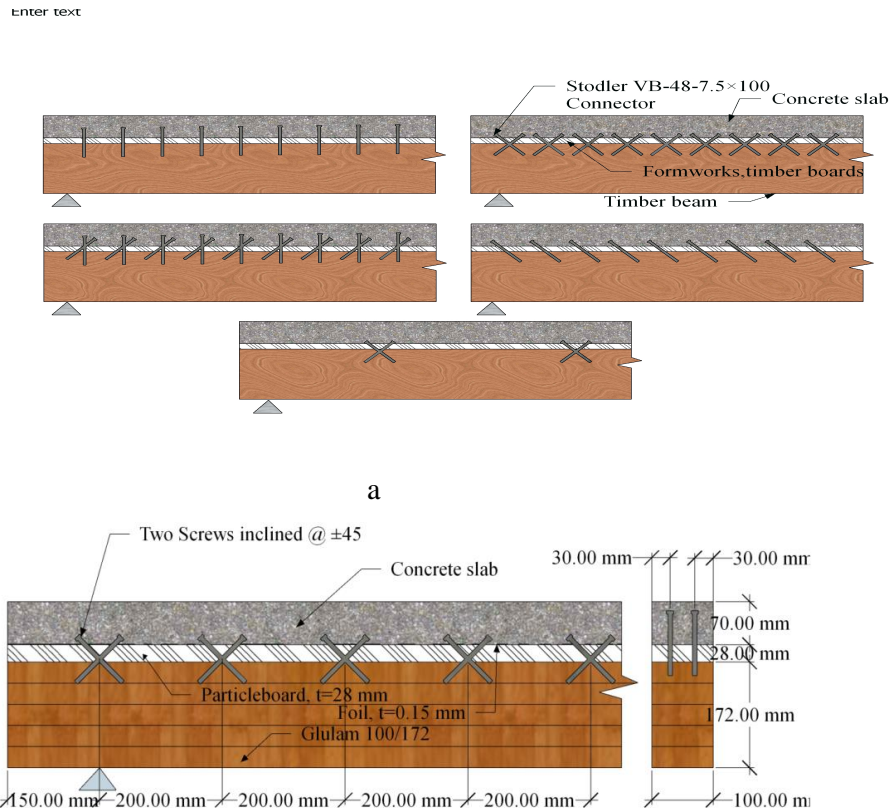 Enter text
Stodler VB-48-7.5×100
Connector
Concrete slab
Formworks,timber boards
Timber beam
a
Two Screws inclined @ ±45
Concrete slab
30.00 mm
30.00 mm
70.00 mm
28.00 mm
Particleboard, t=28 mm
Foil, t=0.15 mm
172.00 mm
Glulam 100/172
150.00 mm
200.00 mm
200.00 mm
200.00 mm
200.00 mm
100.00 m